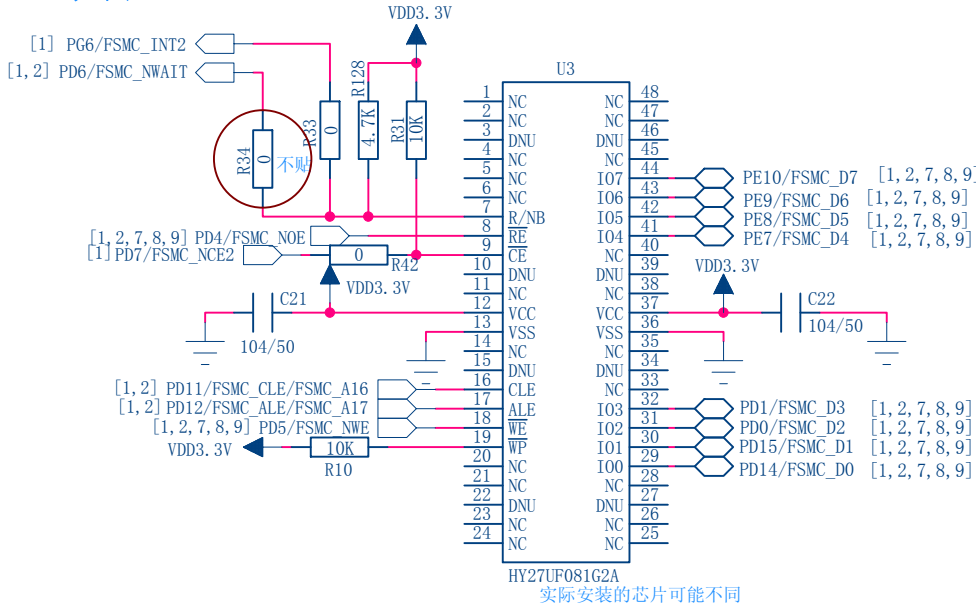 VDD3.3V
[1] PG6/FSMC_INT2
[1,2] PD6/FSMC_NWAIT
R34
0
不贴
R33
0
R128
4.7K
R31
10K
U3
1 NC NC 48
2 NC NC 47
3 DNU DNU 46
4 NC NC 45
5 NC IO7 44 PE10/FSMC_D7 [1,2,7,8,9]
6 NC IO6 43 PE9/FSMC_D6 [1,2,7,8,9]
7 R/NB IO5 42 PE8/FSMC_D5 [1,2,7,8,9]
[1,2,7,8,9] PD4/FSMC_NOE 8 RE IO4 41 PE7/FSMC_D4 [1,2,7,8,9]
[1] PD7/FSMC_NCE2 0 R42 9 CE NC 40
10 DNU DNU 39 VDD3.3V
VDD3.3V 11 NC NC 38
C21 104/50 12 VCC VCC 37 C22 104/50
13 VSS VSS 36
14 NC NC 35
15 DNU DNU 34
[1,2] PD11/FSMC_CLE/FSMC_A16 16 CLE NC 33
[1,2] PD12/FSMC_ALE/FSMC_A17 17 ALE IO3 32 PD1/FSMC_D3 [1,2,7,8,9]
[1,2,7,8,9] PD5/FSMC_NWE 18 WE IO2 31 PD0/FSMC_D2 [1,2,7,8,9]
VDD3.3V 10K R10 19 WP IO1 30 PD15/FSMC_D1 [1,2,7,8,9]
20 NC IO0 29 PD14/FSMC_D0 [1,2,7,8,9]
21 NC NC 28
22 DNU DNU 27
23 NC NC 26
24 NC NC 25
HY27UF081G2A
实际安装的芯片可能不同